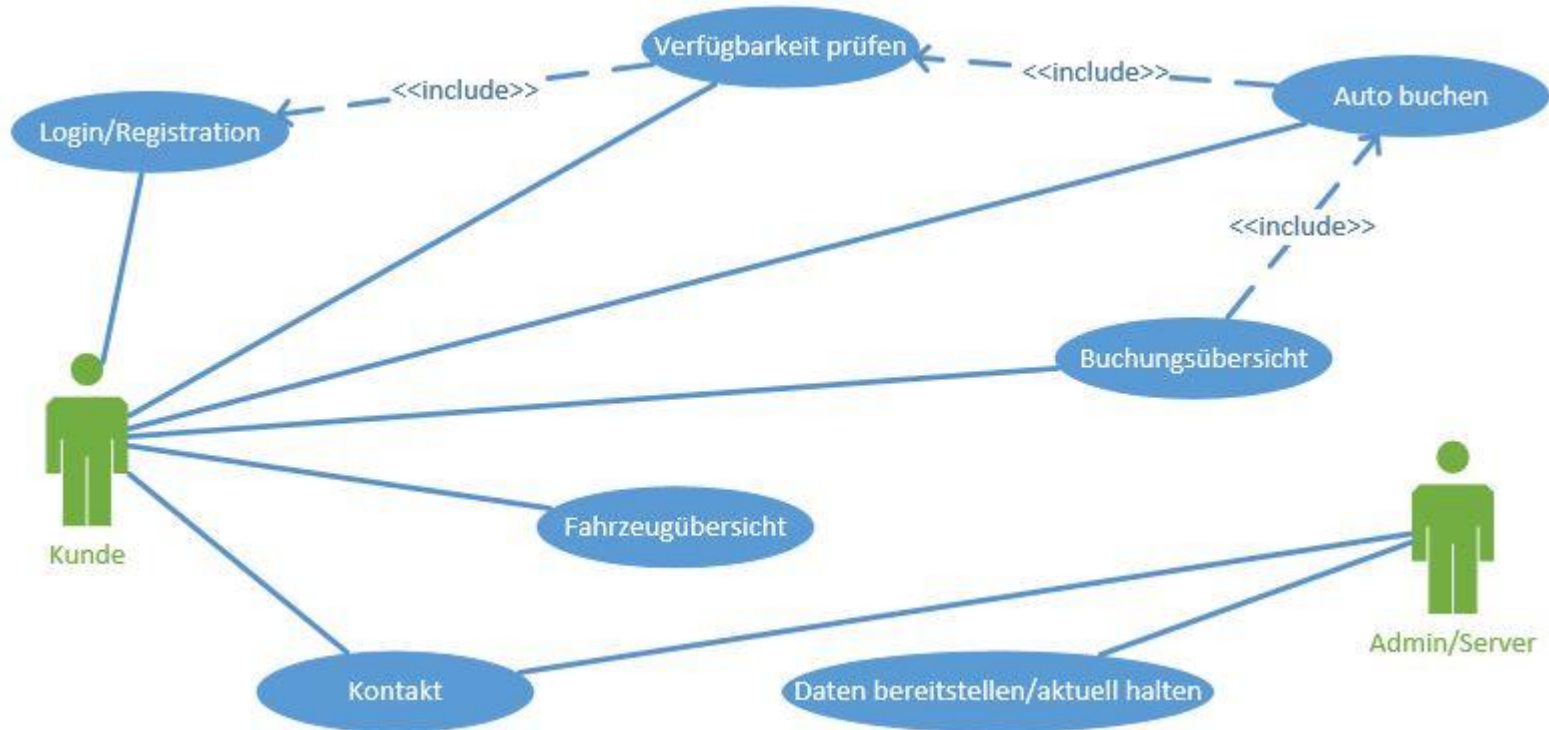 Verfügbarkeit prüfen
<<include>>
<<include>>
Auto buchen
Login/Registration
<<include>>
Buchungsübersicht
Fahrzeugübersicht
Kunde
Admin/Server
Kontakt
Daten bereitstellen/aktuell halten